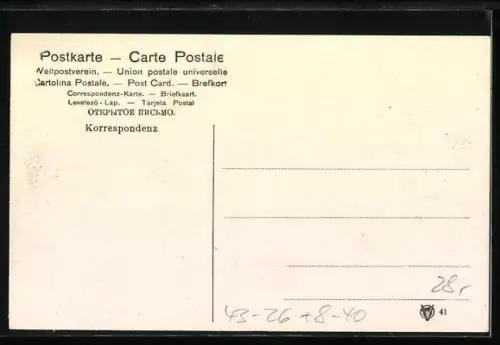 Postkarte — Carte Postale
Weltpostverein. — Union postale universelle
Cartolina Postale. — Post Card. — Brefkort
Correspondenz-Karte. — Briefkaart.
Levelező-Lap. — Tarjeta Postal
ОТКРЫТОЕ ПИСЬМО.
Korrespondenz
28,-
43-26+8-40
41